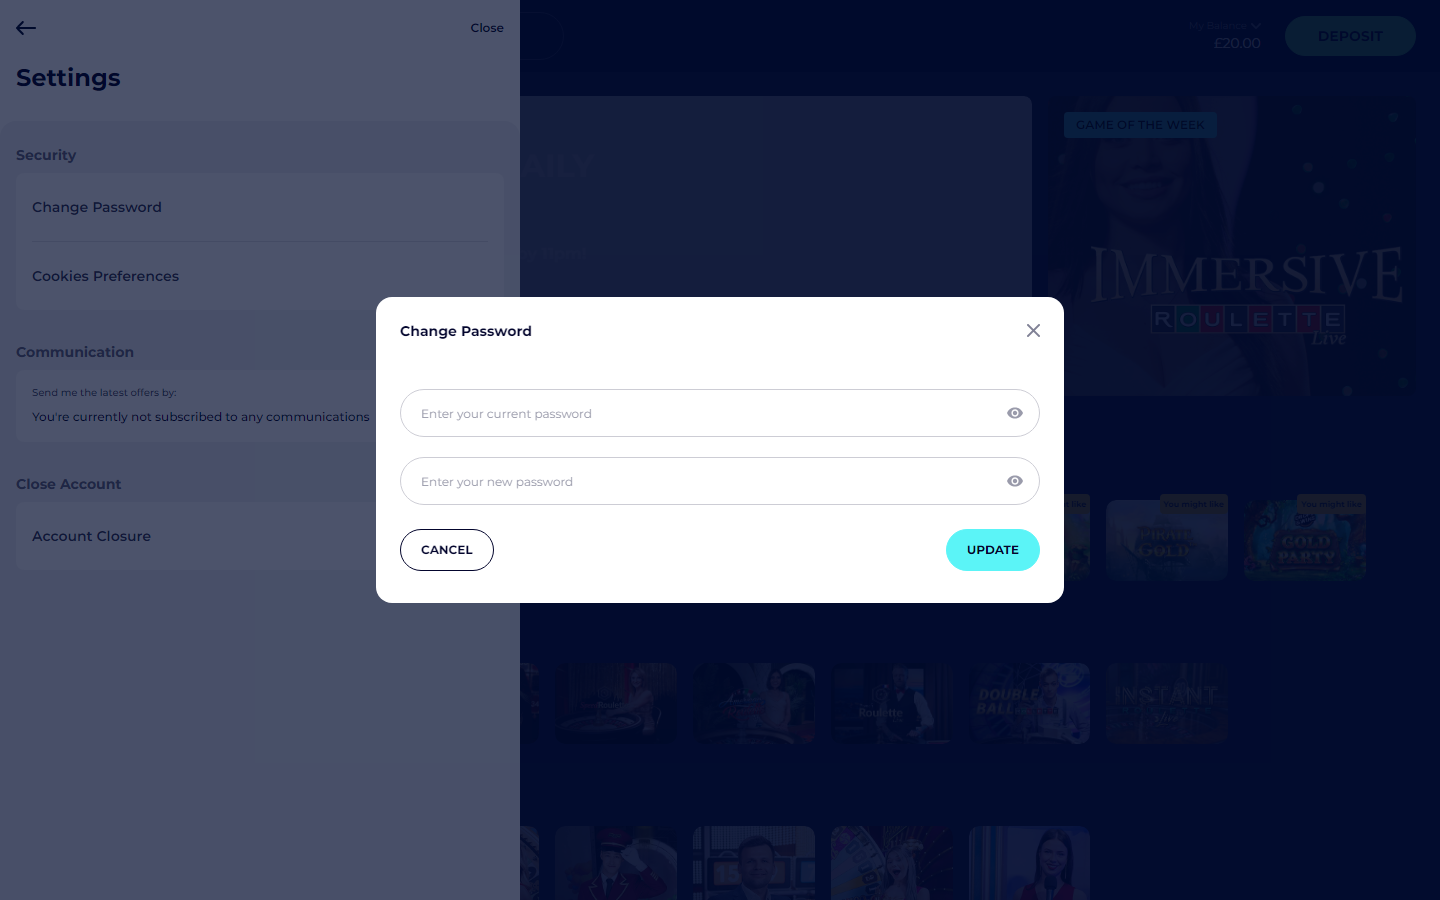 Close
Settings
Security
Change Password
Cookies Preferences
Communication
Send me the latest offers by:
You're currently not subscribed to any communications
Close Account
Account Closure
My Balance
£20.00
DEPOSIT
GAME OF THE WEEK
IMMERSIVE
ROULETTE
Live
Change Password
Enter your current password
Enter your new password
CANCEL
UPDATE
You might like
You might like
PIRATE
GOLD
GOLD
PARTY
Roulette
DOUBLE
BALL
INSTANT